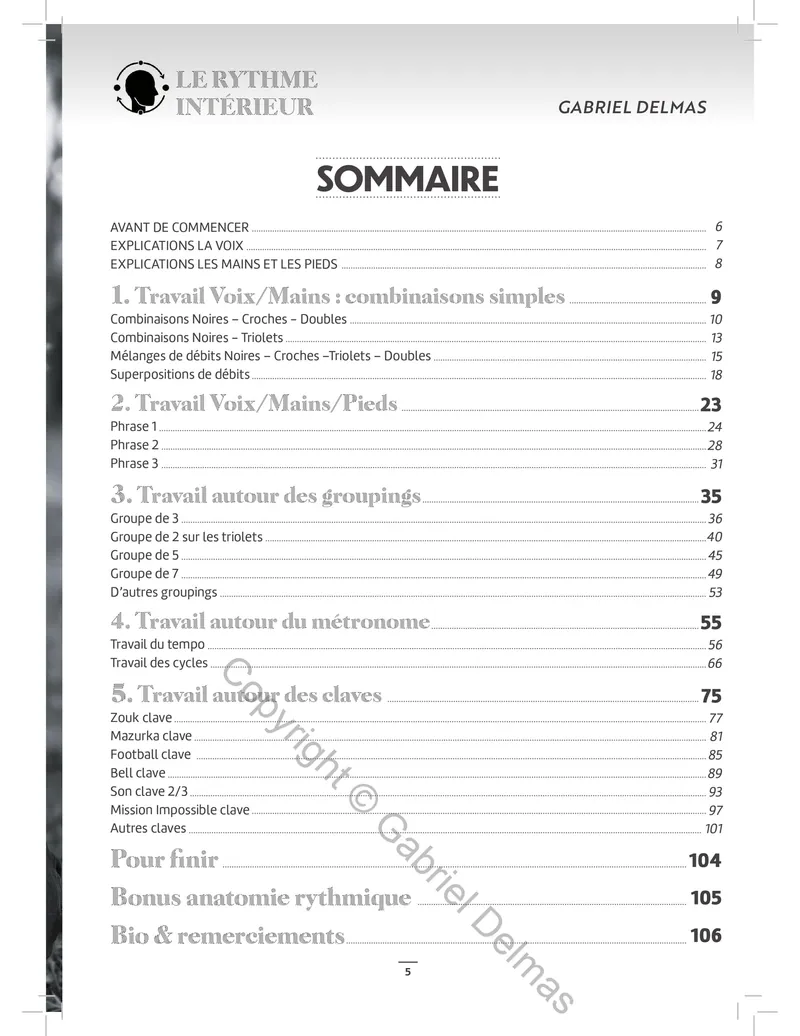 LE RYTHME
INTÉRIEUR
GABRIEL DELMAS
SOMMAIRE
AVANT DE COMMENCER 6
EXPLICATIONS LA VOIX 7
EXPLICATIONS LES MAINS ET LES PIEDS 8
1. Travail Voix/Mains : combinaisons simples 9
Combinaisons Noires – Croches – Doubles 10
Combinaisons Noires – Triolets 13
Mélanges de débits Noires – Croches –Triolets – Doubles 15
Superpositions de débits 18
2. Travail Voix/Mains/Pieds 23
Phrase 1 24
Phrase 2 28
Phrase 3 31
3. Travail autour des groupings 35
Groupe de 3 36
Groupe de 2 sur les triolets 40
Groupe de 5 45
Groupe de 7 49
D'autres groupings 53
4. Travail autour du métronome 55
Travail du tempo 56
Travail des cycles 66
5. Travail autour des claves 75
Zouk clave 77
Mazurka clave 81
Football clave 85
Bell clave 89
Son clave 2/3 93
Mission Impossible clave 97
Autres claves 101
Pour finir 104
Bonus anatomie rythmique 105
Bio & remerciements 106
5
Copyright © Gabriel Delmas